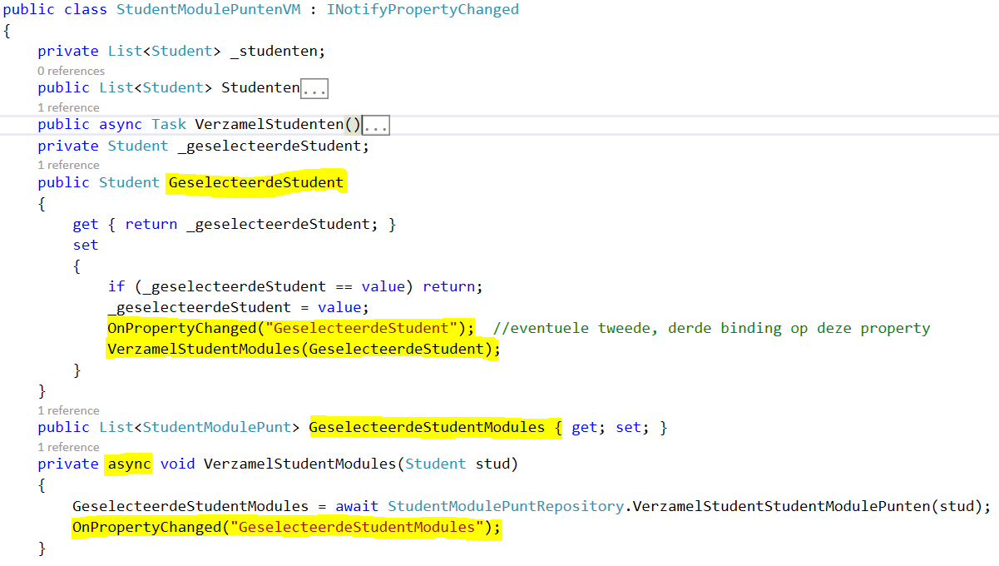 public class StudentModulePuntenVM : INotifyPropertyChanged
{
private List<Student> _studenten;
0 references
public List<Student> Studenten...
1 reference
public async Task VerzamelStudenten()...
private Student _geselecteerdeStudent;
1 reference
public Student GeselecteerdeStudent
{
get { return _geselecteerdeStudent; }
set
{
if (_geselecteerdeStudent == value) return;
_geselecteerdeStudent = value;
OnPropertyChanged("GeselecteerdeStudent"); //eventuele tweede, derde binding op deze property
VerzamelStudentModules(GeselecteerdeStudent);
}
}
1 reference
public List<StudentModulePunt> GeselecteerdeStudentModules { get; set; }
1 reference
private async void VerzamelStudentModules(Student stud)
{
GeselecteerdeStudentModules = await StudentModulePuntRepository.VerzamelStudentStudentModulePunten(stud);
OnPropertyChanged("GeselecteerdeStudentModules");
}